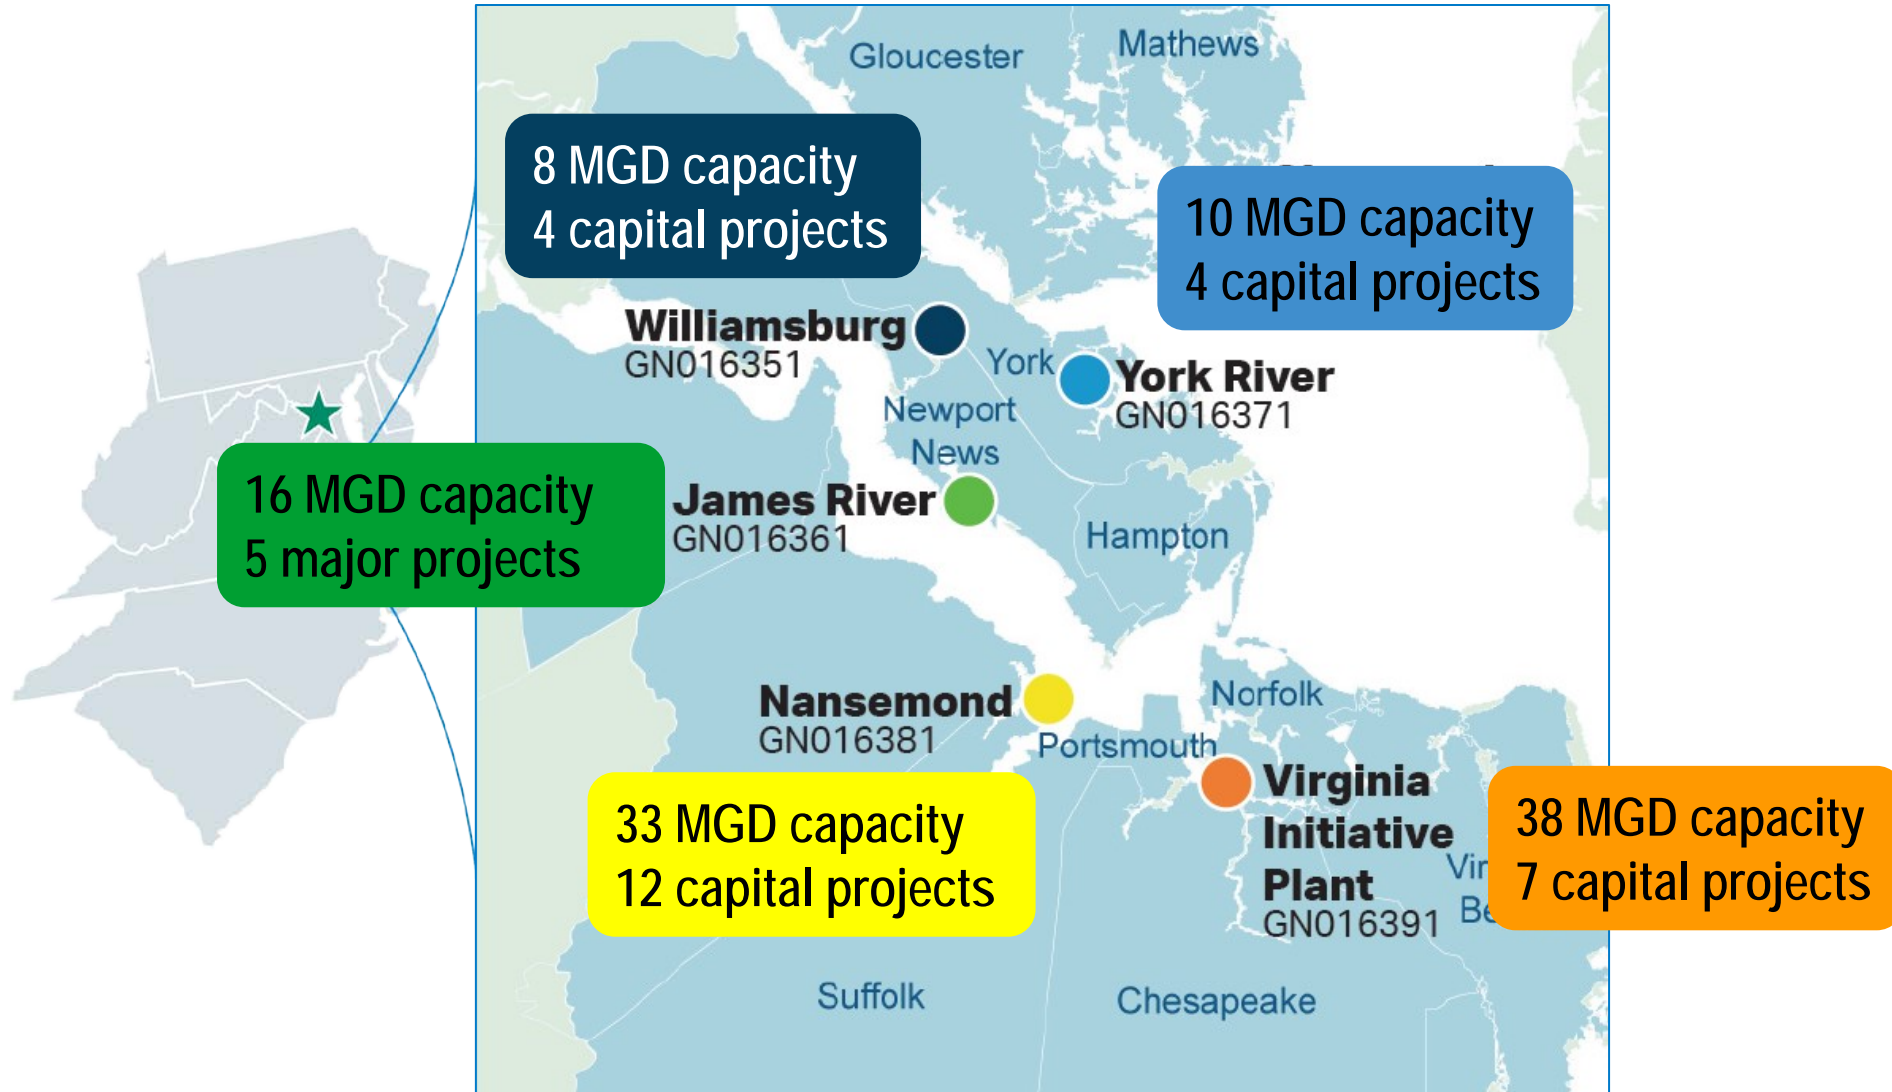 Gloucester
Mathews
8 MGD capacity
4 capital projects
10 MGD capacity
4 capital projects
Williamsburg
GN016351
York
York River
GN016371
Newport
News
16 MGD capacity
5 major projects
James River
GN016361
Hampton
Nansemond
GN016381
Norfolk
Portsmouth
Virginia
Initiative
Plant
GN016391
33 MGD capacity
12 capital projects
38 MGD capacity
7 capital projects
Suffolk
Chesapeake